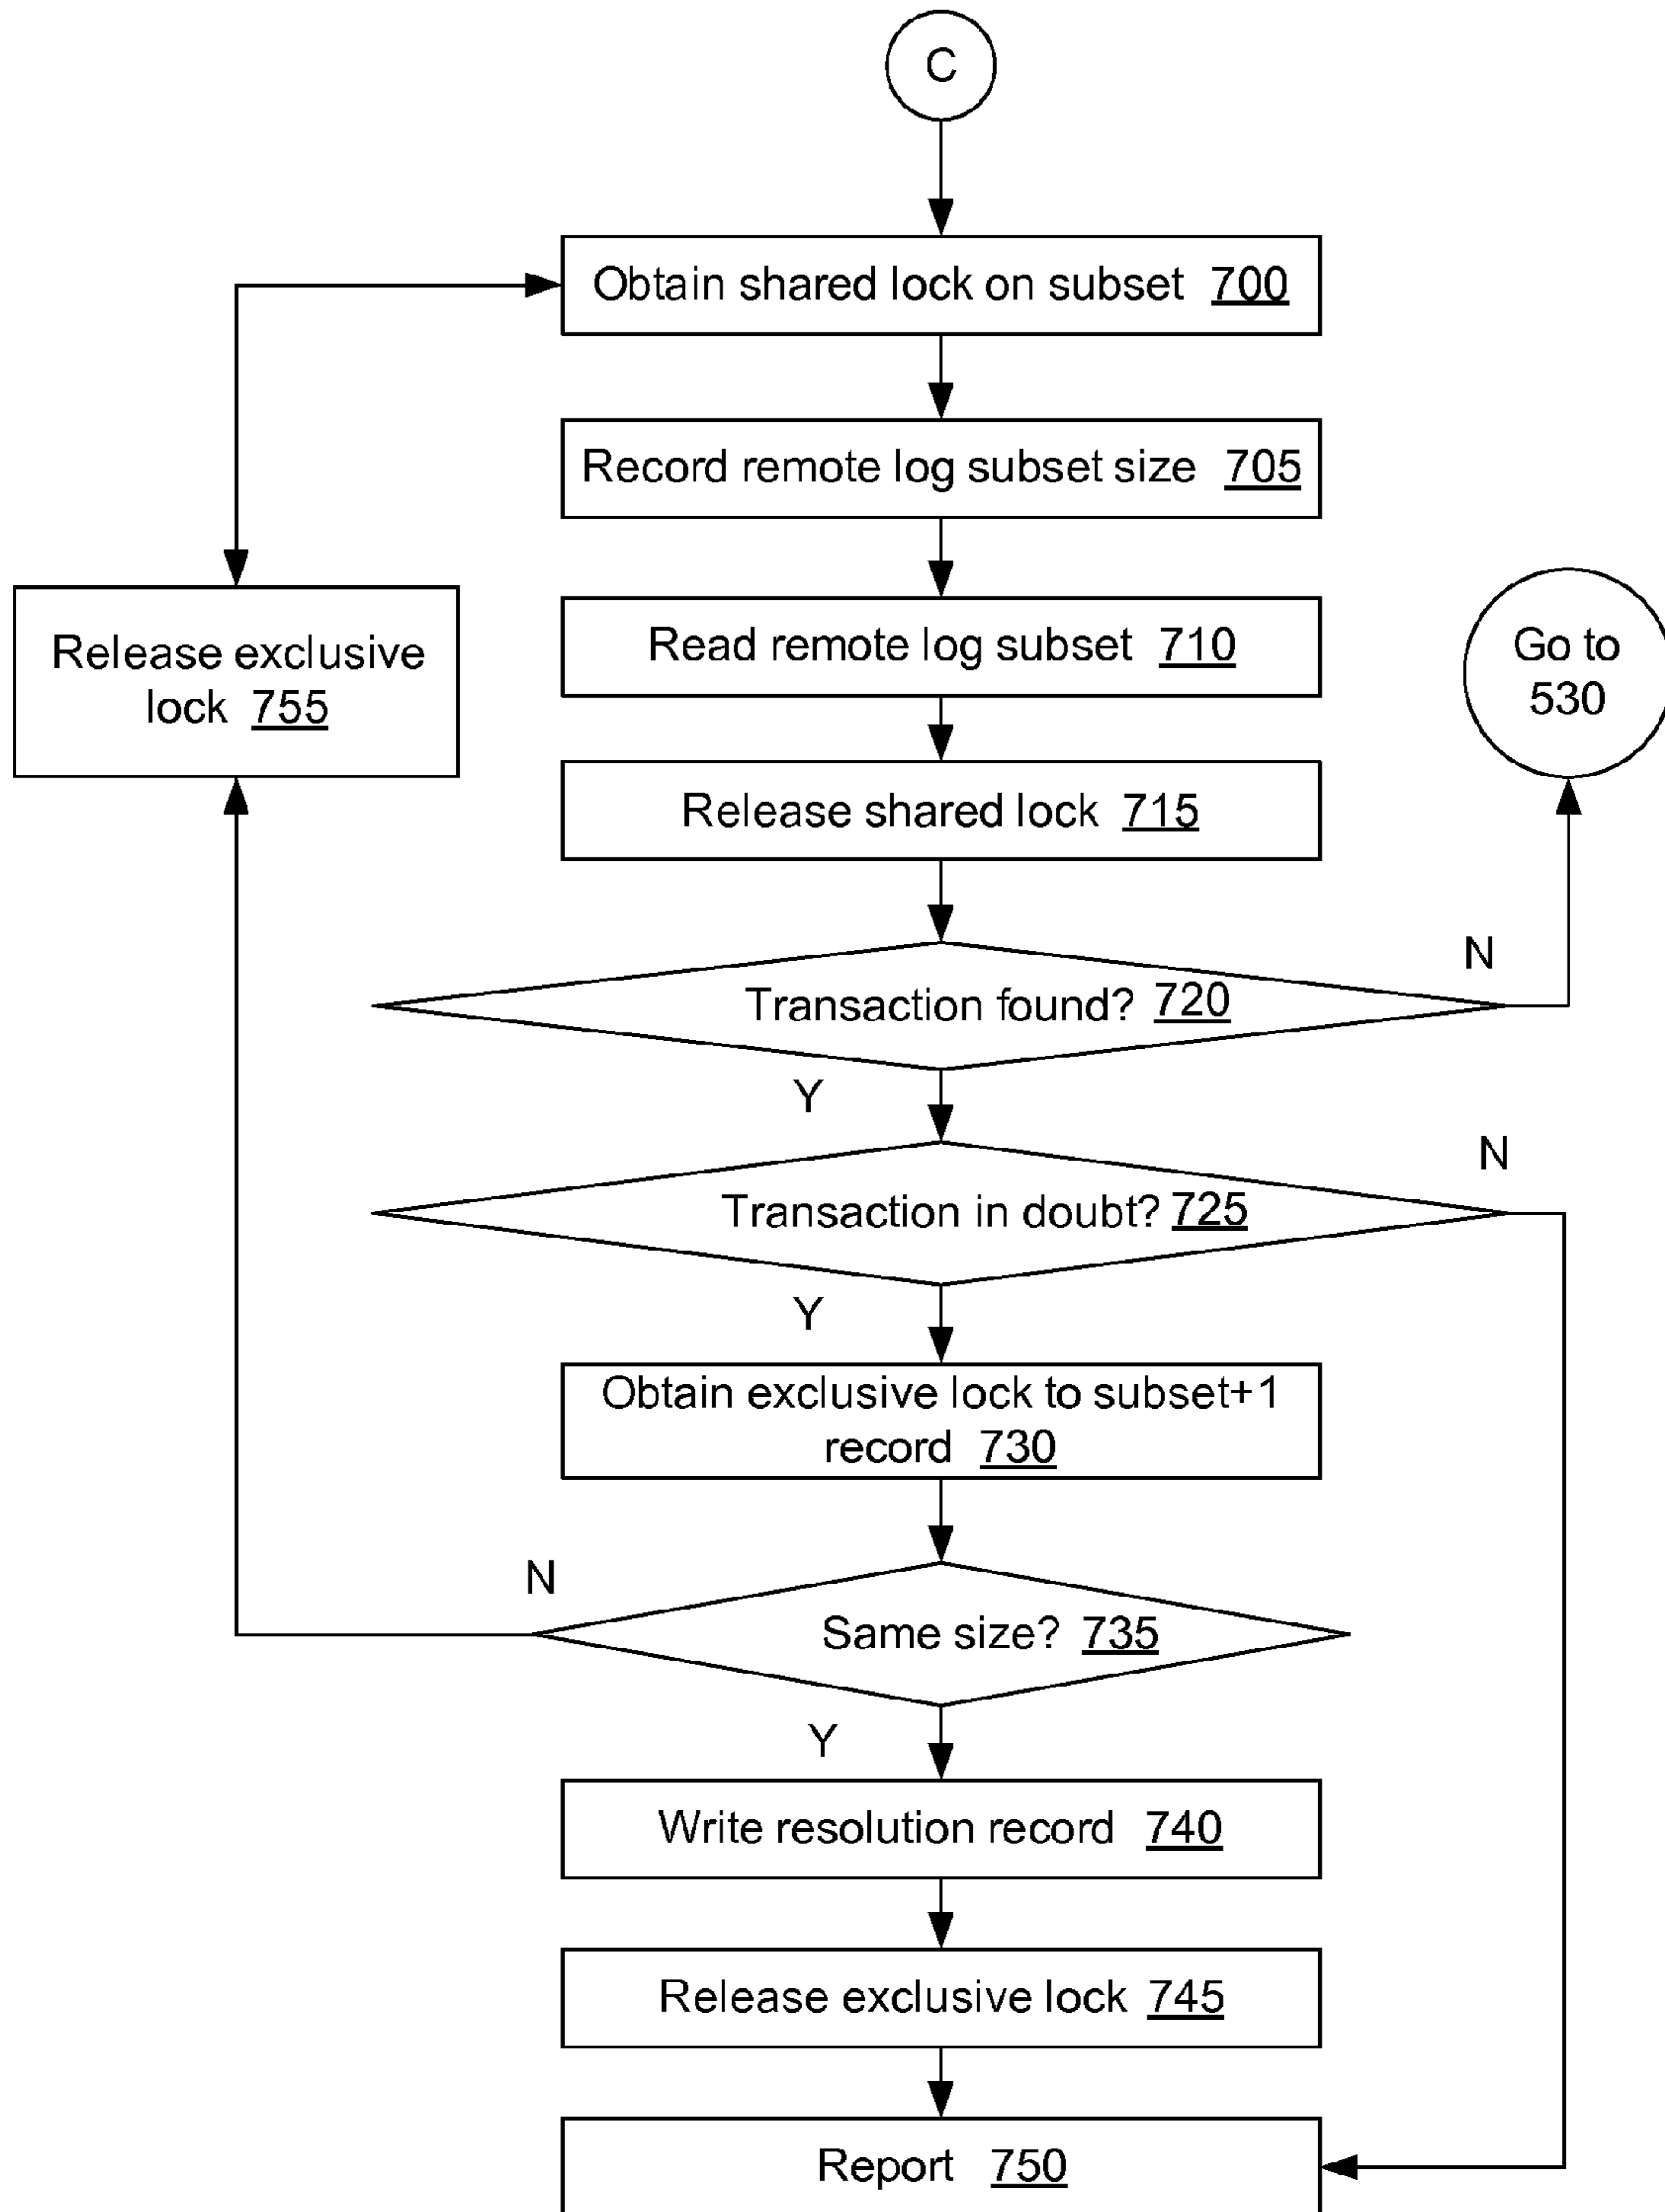 C
Obtain shared lock on subset 700
Record remote log subset size 705
Release exclusive
lock 755
Read remote log subset 710
Go to
530
Release shared lock 715
N
Transaction found? 720
Y
N
Transaction in doubt? 725
Y
Obtain exclusive lock to subset+1
record 730
N
Same size? 735
Y
Write resolution record 740
Release exclusive lock 745
Report 750